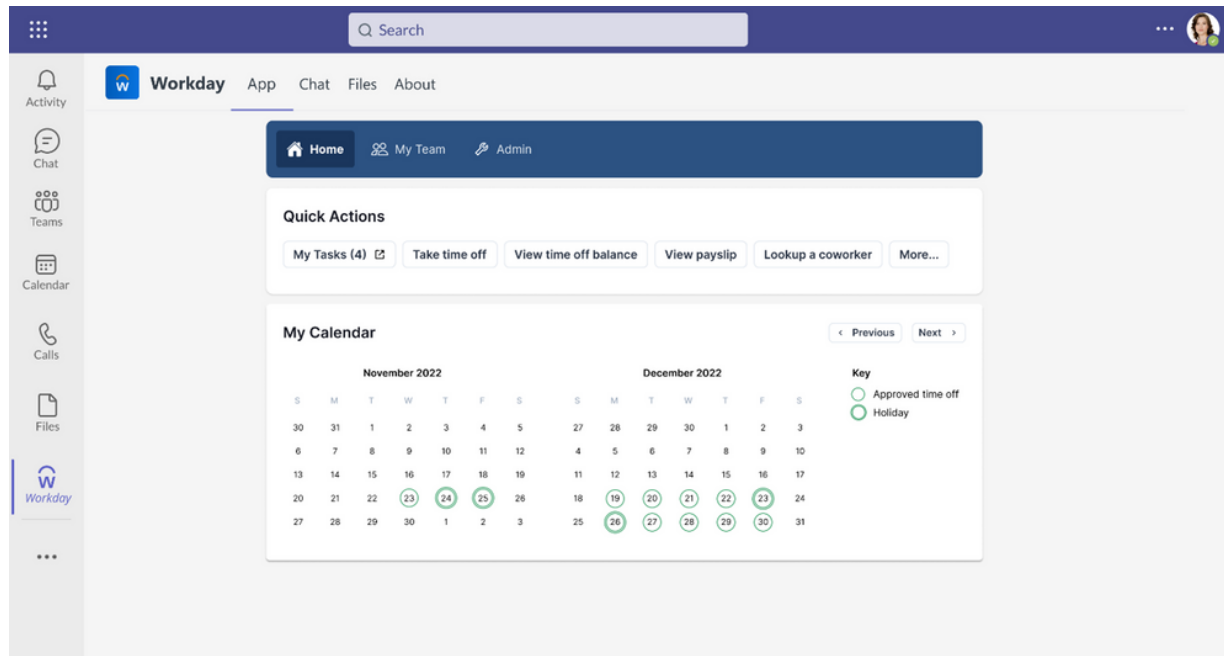 Search
Activity
Chat
Teams
Calendar
Calls
Files
Workday
Workday App Chat Files About
Home My Team Admin
Quick Actions
My Tasks (4) Take time off View time off balance View payslip Lookup a coworker More...
My Calendar
Previous Next
November 2022
S M T W T F S
30 31 1 2 3 4 5
6 7 8 9 10 11 12
13 14 15 16 17 18 19
20 21 22 23 24 25 26
27 28 29 30 1 2 3
December 2022
S M T W T F S
27 28 29 30 1 2 3
4 5 6 7 8 9 10
11 12 13 14 15 16 17
18 19 20 21 22 23 24
25 26 27 28 29 30 31
Key
Approved time off
Holiday